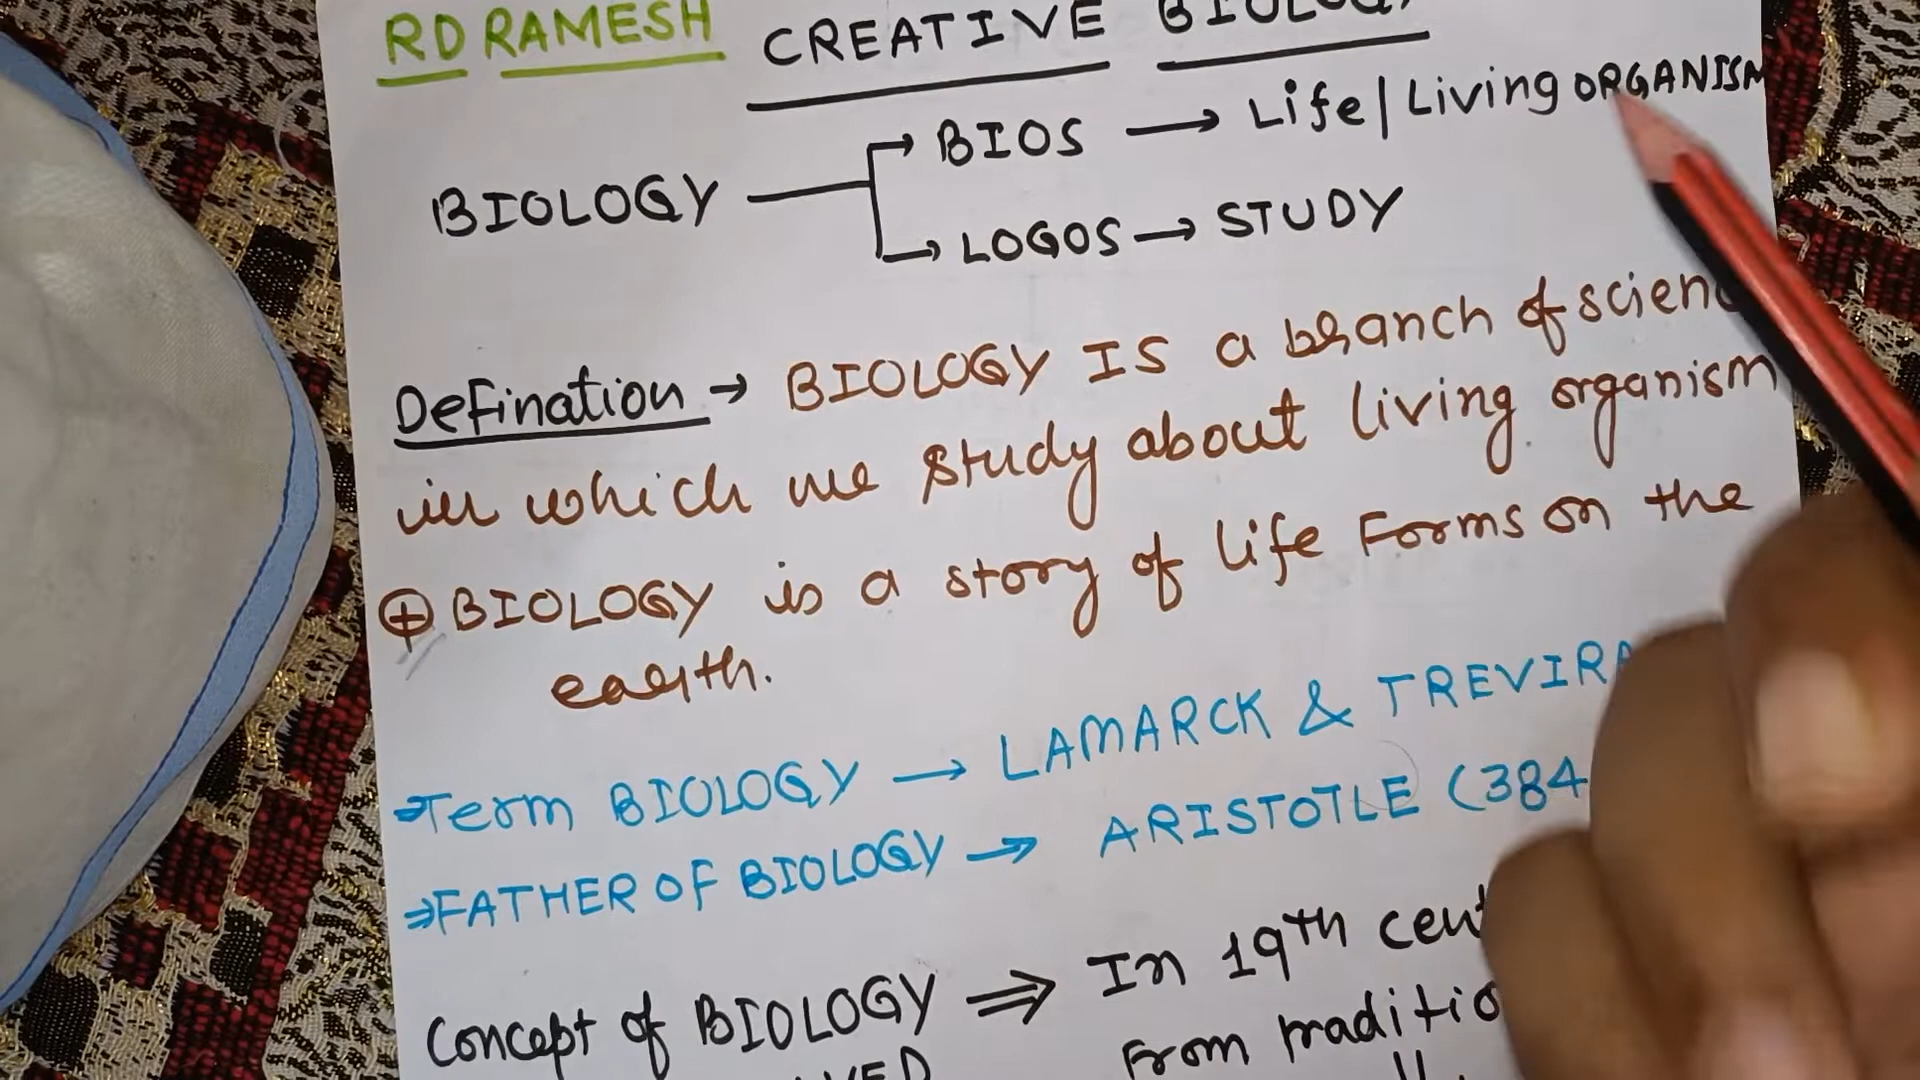 RD RAMESH CREATIVE
BIOLOGY → BIOS → Life / Living ORGANISM
→ LOGOS → STUDY
Defination → BIOLOGY IS a branch of
in which we study about living organism
⊕ BIOLOGY is a story of life Forms on the
earth.
⇒ Term BIOLOGY → LAMARCK &
⇒ FATHER OF BIOLOGY → ARISTOTLE (384
Concept of BIOLOGY ⇒ In 19th
From